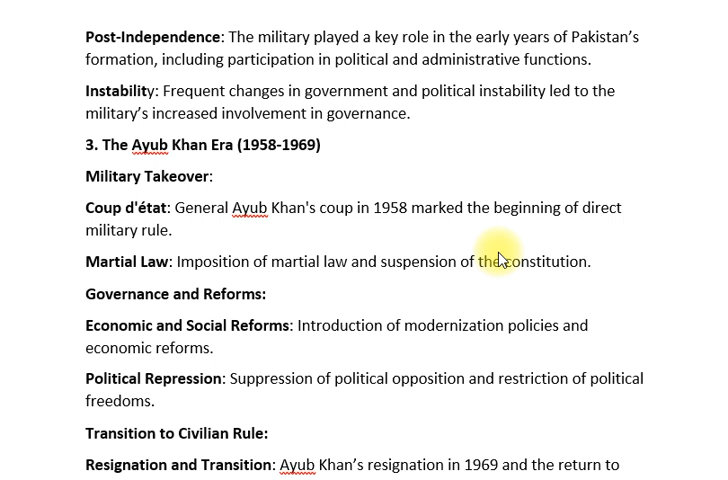 Post-Independence: The military played a key role in the early years of Pakistan’s
formation, including participation in political and administrative functions.
Instability: Frequent changes in government and political instability led to the
military’s increased involvement in governance.
3. The Ayub Khan Era (1958-1969)
Military Takeover:
Coup d'état: General Ayub Khan's coup in 1958 marked the beginning of direct
military rule.
Martial Law: Imposition of martial law and suspension of the constitution.
Governance and Reforms:
Economic and Social Reforms: Introduction of modernization policies and
economic reforms.
Political Repression: Suppression of political opposition and restriction of political
freedoms.
Transition to Civilian Rule:
Resignation and Transition: Ayub Khan’s resignation in 1969 and the return to